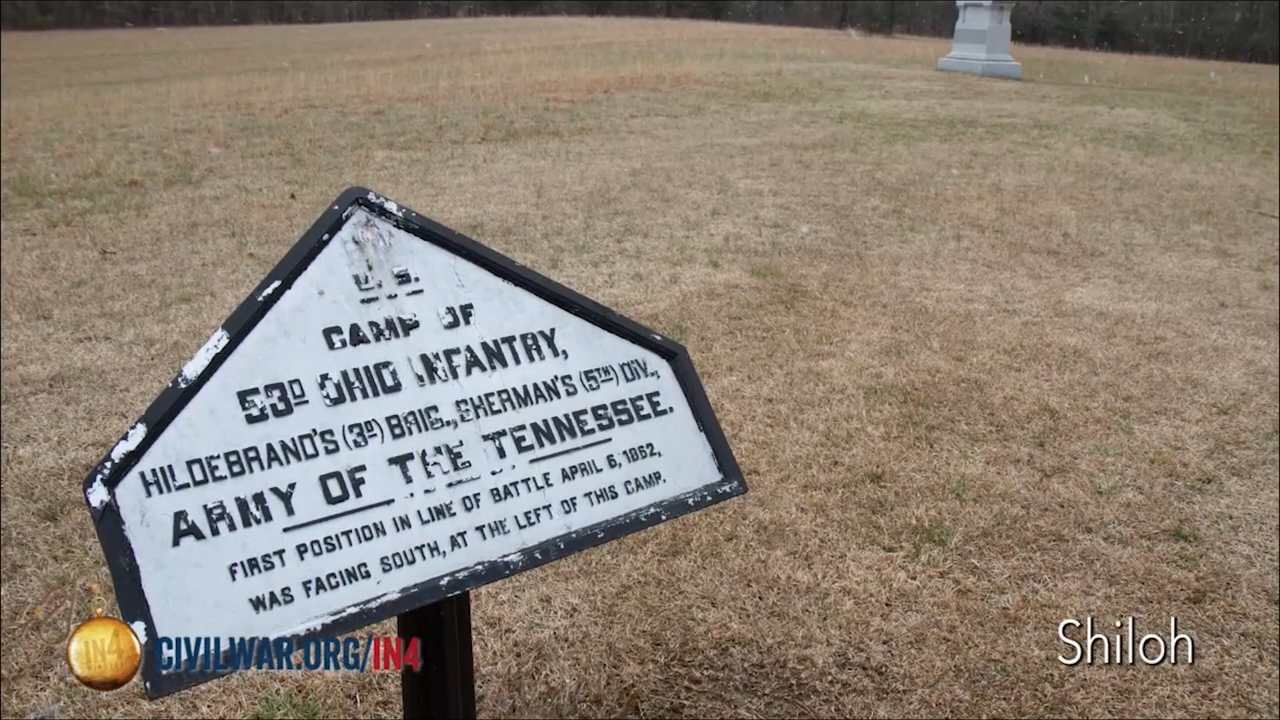 U.S.
CAMP OF
53D OHIO INFANTRY,
HILDEBRAND'S (3D) BRIG., SHERMAN'S (5TH) DIV.,
ARMY OF THE TENNESSEE.
FIRST POSITION IN LINE OF BATTLE APRIL 6, 1862,
WAS FACING SOUTH, AT THE LEFT OF THIS CAMP.
IN4
CIVILWAR.ORG/IN4
Shiloh